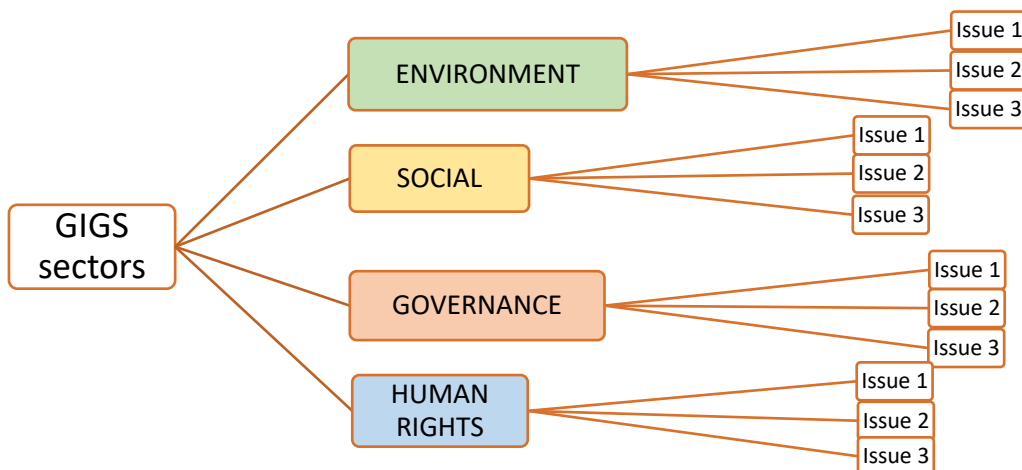 GIGS
sectors
ENVIRONMENT
Issue 1
Issue 2
Issue 3
SOCIAL
Issue 1
Issue 2
Issue 3
GOVERNANCE
Issue 1
Issue 2
Issue 3
HUMAN
RIGHTS
Issue 1
Issue 2
Issue 3